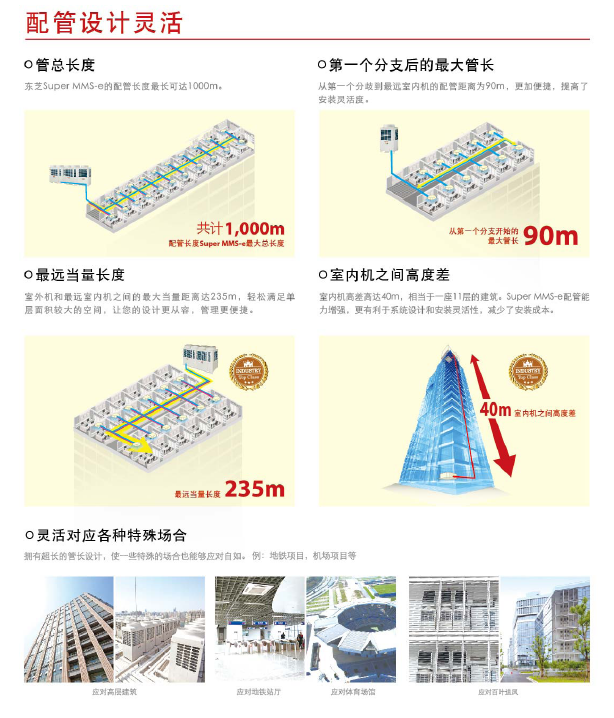 配管设计灵活
管总长度
东芝Super MMS-e的配管长度最长可达1000m。
共计1,000m
配管长度Super MMS-e最大总长度
第一个分支后的最大管长
从第一个分歧到最远室内机的配管距离为90m，更加便捷，提高了
安装灵活度。
从第一个分支开始的
最大管长 90m
最远当量长度
室外机和最远室内机之间的最大当量距离达235m，轻松满足单
层面积较大的空间，让您的设计更从容，管理更便捷。
INDUSTRY
Top Class
最远当量长度 235m
室内机之间高度差
室内机高差高达40m，相当于一座11层的建筑。Super MMS-e配管能
力增强，更有利于系统设计和安装灵活性，减少了安装成本。
INDUSTRY
Top Class
40m 室内机之间高度差
灵活对应各种特殊场合
拥有超长的管长设计，使一些特殊的场合也能够应对自如。 例：地铁项目，机场项目等
应对高层建筑
应对地铁站厅
应对体育场馆
应对百叶送风